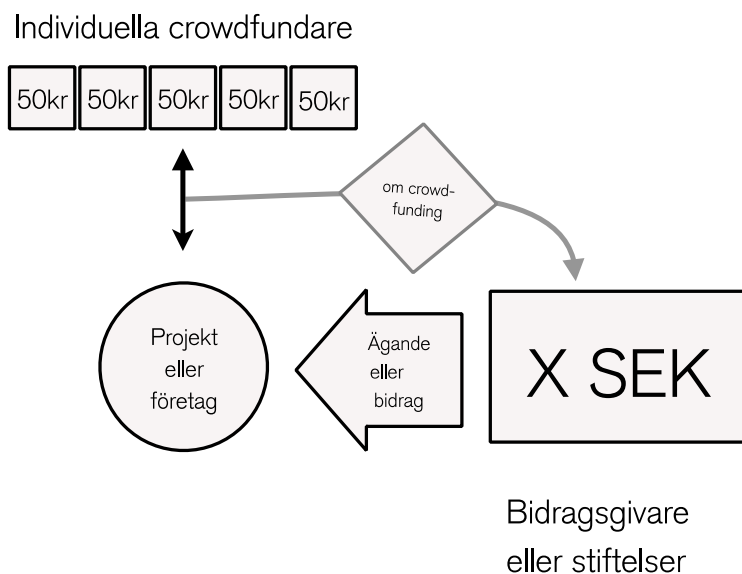 Individuella crowdfundare
50kr 50kr 50kr 50kr 50kr
om crowd-
funding
Projekt
eller
företag
Ägande
eller
bidrag
X SEK
Bidragsgivare
eller stiftelser